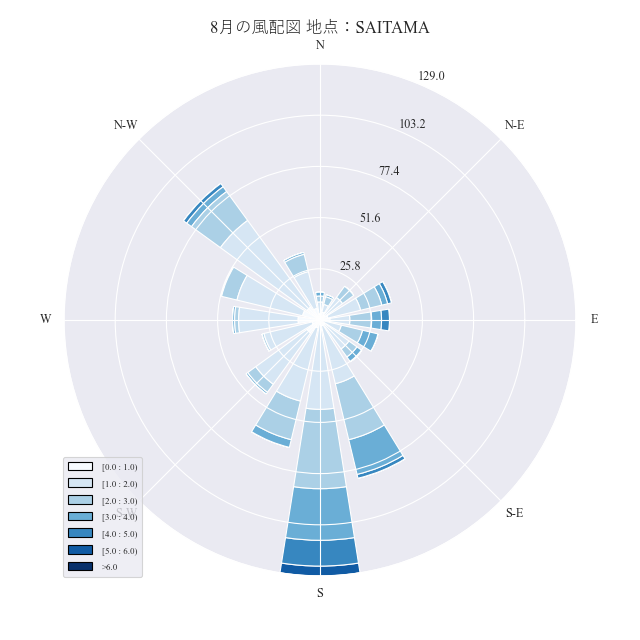 8月の風配図 地点：SAITAMA
N
129.0
N-W
N-E
103.2
77.4
51.6
25.8
W
E
S-W
S-E
S
[0.0 : 1.0)
[1.0 : 2.0)
[2.0 : 3.0)
[3.0 : 4.0)
[4.0 : 5.0)
[5.0 : 6.0)
>6.0